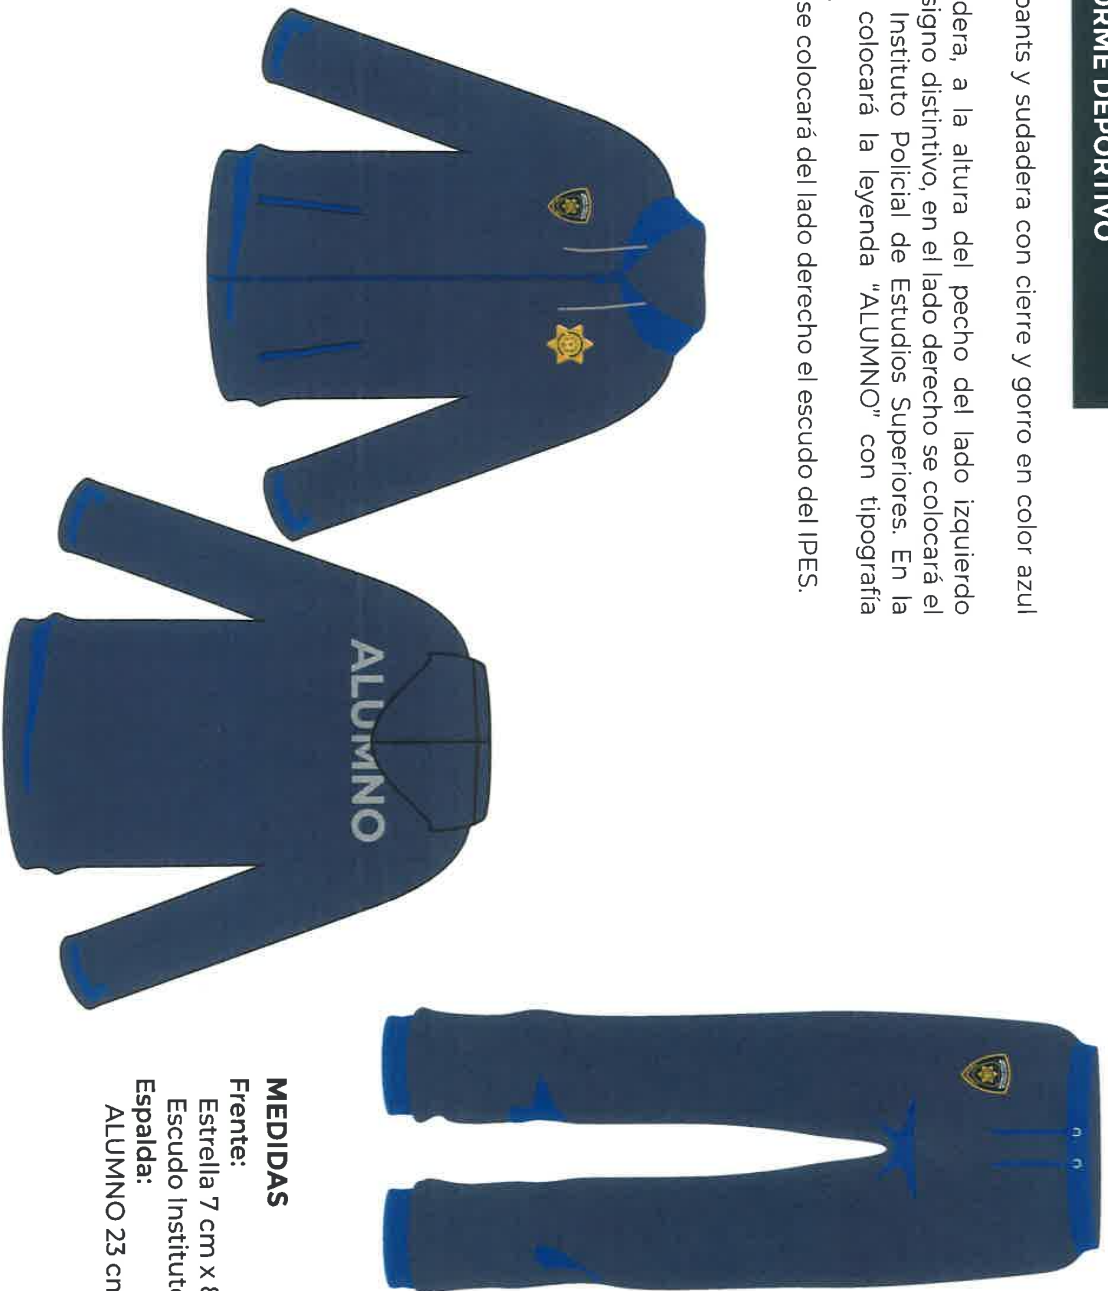 ORME DEPORTIVO
pants y sudadera con cierre y gorro en color azul
dera, a la altura del pecho del lado izquierdo
signo distintivo, en el lado derecho se colocará el
Instituto Policial de Estudios Superiores. En la
colocará la leyenda “ALUMNO” con tipografía
se colocará del lado derecho el escudo del IPES.
ALUMNO
MEDIDAS
Frente:
Estrella 7 cm x
Escudo Instituto
Espalda:
ALUMNO 23 cm